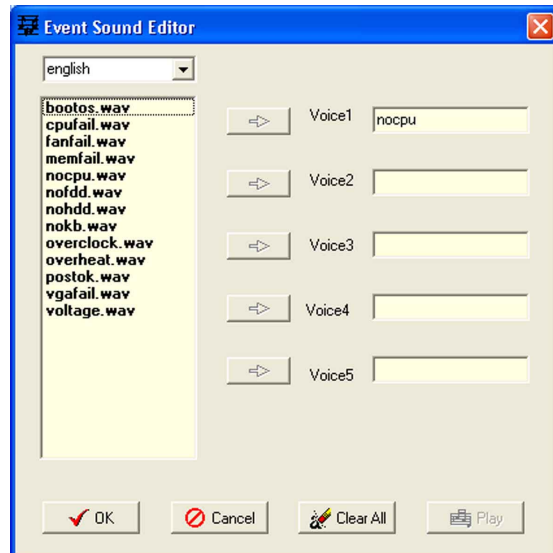 Event Sound Editor
english
bootos.wav
cpufail.wav
fanfail.wav
memfail.wav
nocpu.wav
nofdd.wav
nohdd.wav
nokb.wav
overclock.wav
overheat.wav
postok.wav
vgafail.wav
voltage.wav
Voice1 nocpu
Voice2
Voice3
Voice4
Voice5
OK Cancel Clear All Play